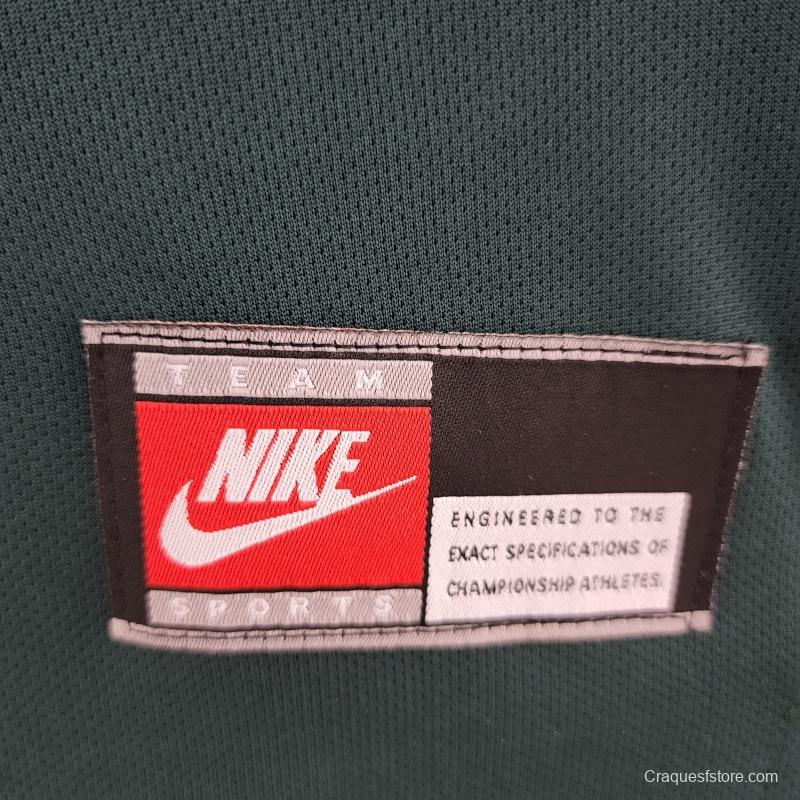 TEAM
NIKE
SPORTS
ENGINEERED TO THE
EXACT SPECIFICATIONS OF
CHAMPIONSHIP ATHLETES.
Craquesfstore.com